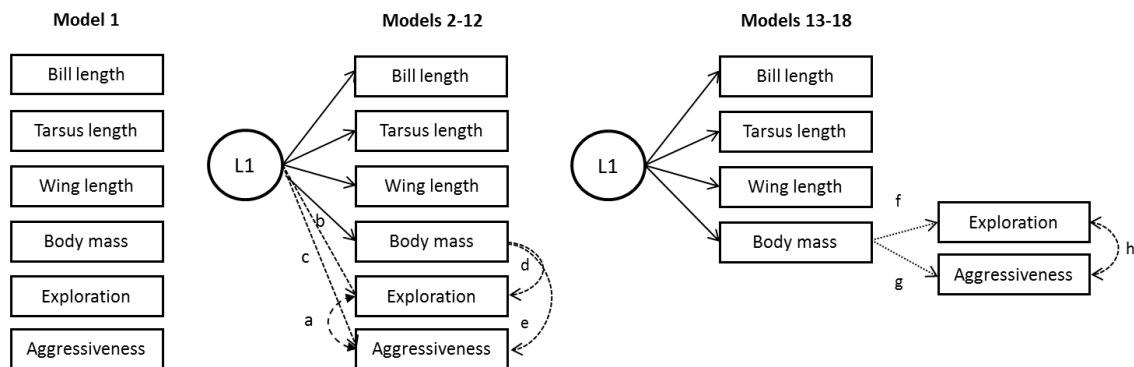 Model 1
Bill length
Tarsus length
Wing length
Body mass
Exploration
Aggressiveness
Models 2-12
L1
Bill length
Tarsus length
Wing length
Body mass
Exploration
Aggressiveness
a
b
c
d
e
Models 13-18
L1
Bill length
Tarsus length
Wing length
Body mass
f
g
Exploration
Aggressiveness
h